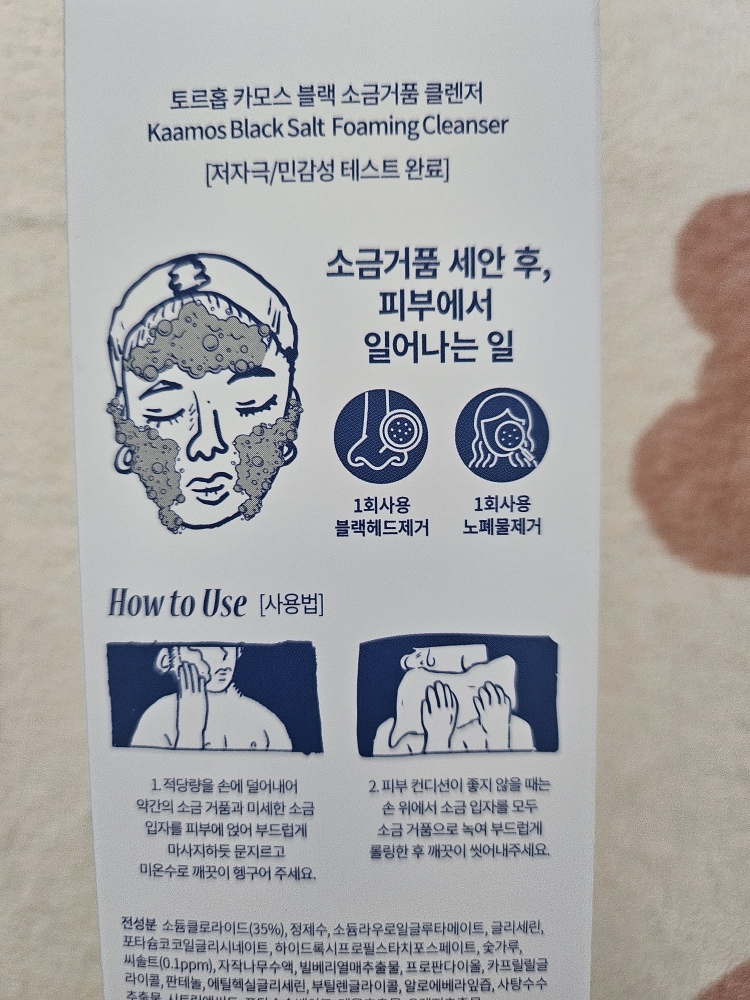 토르홉 카모스 블랙 소금거품 클렌저
Kaamos Black Salt Foaming Cleanser
[저자극/민감성 테스트 완료]
소금거품 세안 후,
피부에서
일어나는 일
1회사용
블랙헤드제거
1회사용
노폐물제거
How to Use [사용법]
1. 적당량을 손에 덜어내어
약간의 소금 거품과 미세한 소금
입자를 피부에 얹어 부드럽게
마사지하듯 문지르고
미온수로 깨끗이 헹구어 주세요.
2. 피부 컨디션이 좋지 않을 때는
손 위에서 소금 입자를 모두
소금 거품으로 녹여 부드럽게
롤링한 후 깨끗이 씻어내주세요.
전성분 소듐클로라이드(35%), 정제수, 소듐라우로일글루타메이트, 글리세린,
포타슘코코일글리시네이트, 하이드록시프로필스타치포스페이트, 숯가루,
씨솔트(0.1ppm), 자작나무수액, 빌베리열매추출물, 프로판다이올, 카프릴릴글
라이콜, 판테놀, 에틸헥실글리세린, 부틸렌글라이콜, 알로에베라잎즙, 사탕수수
추출물,